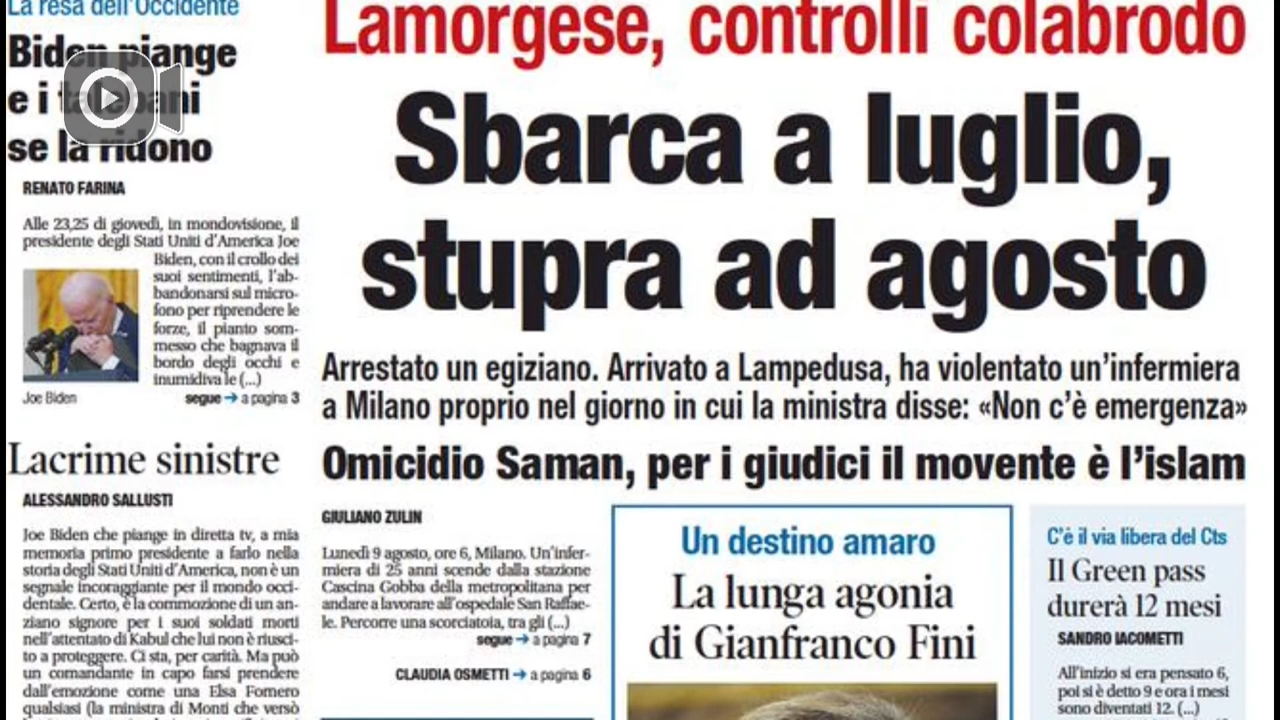 La resa dell'Occidente
Biden piange
e i talebani
se la ridono
RENATO FARINA
Alle 23,25 di giovedì, in mondovisione, il
presidente degli Stati Uniti d'America Joe
Biden, con il crollo dei
suoi sentimenti, l'ab-
bandonarsi sul micro-
fono per riprendere le
forze, il pianto som-
messo che bagnava il
bordo degli occhi e
inumidiva le (...)
Joe Biden
segue ➔ a pagina 3
Lacrime sinistre
ALESSANDRO SALLUSTI
Joe Biden che piange in diretta tv, a mia
memoria primo presidente a farlo nella
storia degli Stati Uniti d'America, non è un
segnale incoraggiante per il mondo occi-
dentale. Certo, è la commozione di un an-
ziano signore per i suoi soldati morti
nell'attentato di Kabul che lui non è riusci-
to a proteggere. Ci sta, per carità. Ma può
un comandante in capo farsi prendere
dall'emozione come una Elsa Fornero
qualsiasi (la ministra di Monti che versò
Lamorgese, controlli colabrodo
Sbarca a luglio,
stupra ad agosto
Arrestato un egiziano. Arrivato a Lampedusa, ha violentato un'infermiera
a Milano proprio nel giorno in cui la ministra disse: «Non c'è emergenza»
Omicidio Saman, per i giudici il movente è l'islam
GIULIANO ZULIN
Lunedì 9 agosto, ore 6, Milano. Un'infer-
miera di 25 anni scende dalla stazione
Cascina Gobba della metropolitana per
andare a lavorare all'ospedale San Raffae-
le. Percorre una scorciatoia, tra gli (...)
segue ➔ a pagina 7
CLAUDIA OSMETTI ➔ a pagina 6
Un destino amaro
La lunga agonia
di Gianfranco Fini
C'è il via libera del Cts
Il Green pass
durerà 12 mesi
SANDRO IACOMETTI
All'inizio si era pensato 6,
poi si è detto 9 e ora i mesi
sono diventati 12. (...)